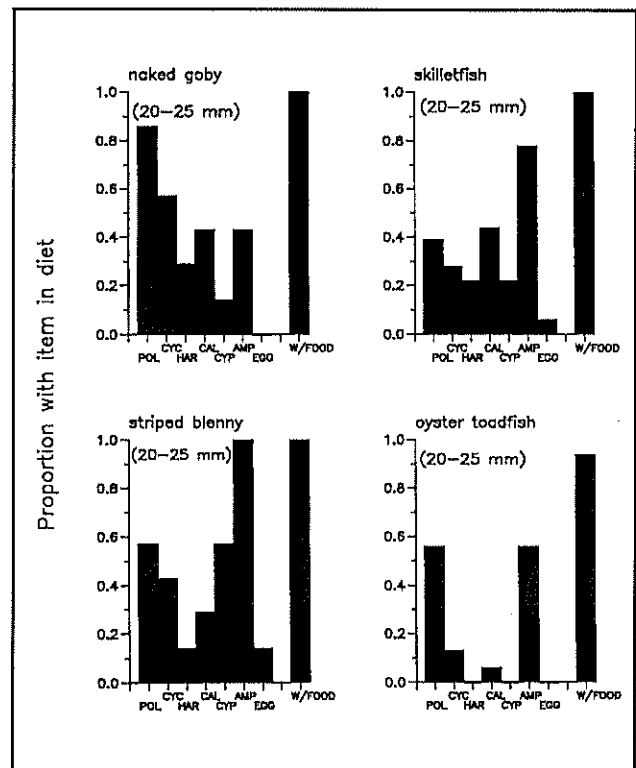 Proportion with item in diet
naked goby
(20-25 mm)
1.0
0.8
0.6
0.4
0.2
0.0
CYC CAL AMP W/FOOD
POL HAR CYP EGG
skilletfish
(20-25 mm)
1.0
0.8
0.6
0.4
0.2
0.0
CYC CAL AMP W/FOOD
POL HAR CYP EGG
striped blenny
(20-25 mm)
1.0
0.8
0.6
0.4
0.2
0.0
CYC CAL AMP W/FOOD
POL HAR CYP EGG
oyster toadfish
(20-25 mm)
1.0
0.8
0.6
0.4
0.2
0.0
CYC CAL AMP W/FOOD
POL HAR CYP EGG